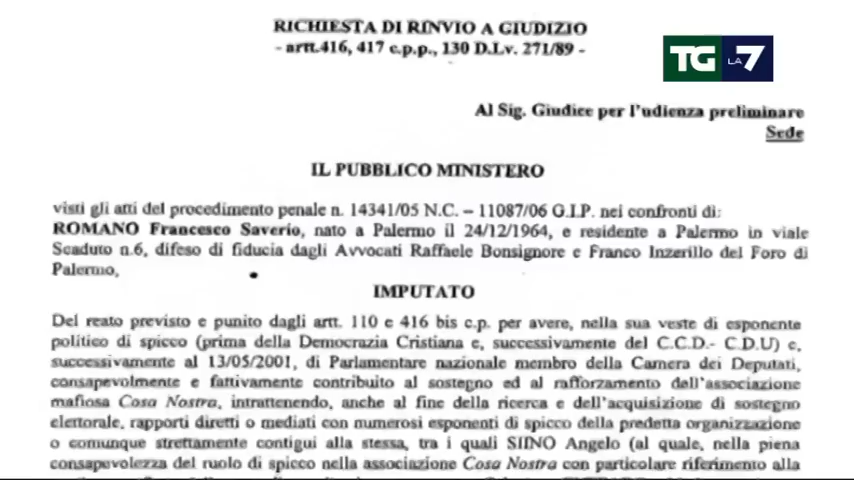 RICHIESTA DI RINVIO A GIUDIZIO
- artt.416, 417 c.p.p., 130 D.Lv. 271/89 -
TG LA 7
Al Sig. Giudice per l'udienza preliminare
Sede
IL PUBBLICO MINISTERO
visti gli atti del procedimento penale n. 14341/05 N.C. – 11087/06 G.I.P. nei confronti di:
ROMANO Francesco Saverio, nato a Palermo il 24/12/1964, e residente a Palermo in viale
Scaduto n.6, difeso di fiducia dagli Avvocati Raffaele Bonsignore e Franco Inzerillo del Foro di
Palermo,
IMPUTATO
Del reato previsto e punito dagli artt. 110 e 416 bis c.p. per avere, nella sua veste di esponente
politico di spicco (prima della Democrazia Cristiana e, successivamente del C.C.D.- C.D.U) e,
successivamente al 13/05/2001, di Parlamentare nazionale membro della Camera dei Deputati,
consapevolmente e fattivamente contribuito al sostegno ed al rafforzamento dell'associazione
mafiosa Cosa Nostra, intrattenendo, anche al fine della ricerca e dell'acquisizione di sostegno
elettorale, rapporti diretti o mediati con numerosi esponenti di spicco della predetta organizzazione
o comunque strettamente contigui alla stessa, tra i quali SIINO Angelo (al quale, nella piena
consapevolezza del ruolo di spicco nella associazione Cosa Nostra con particolare riferimento alla